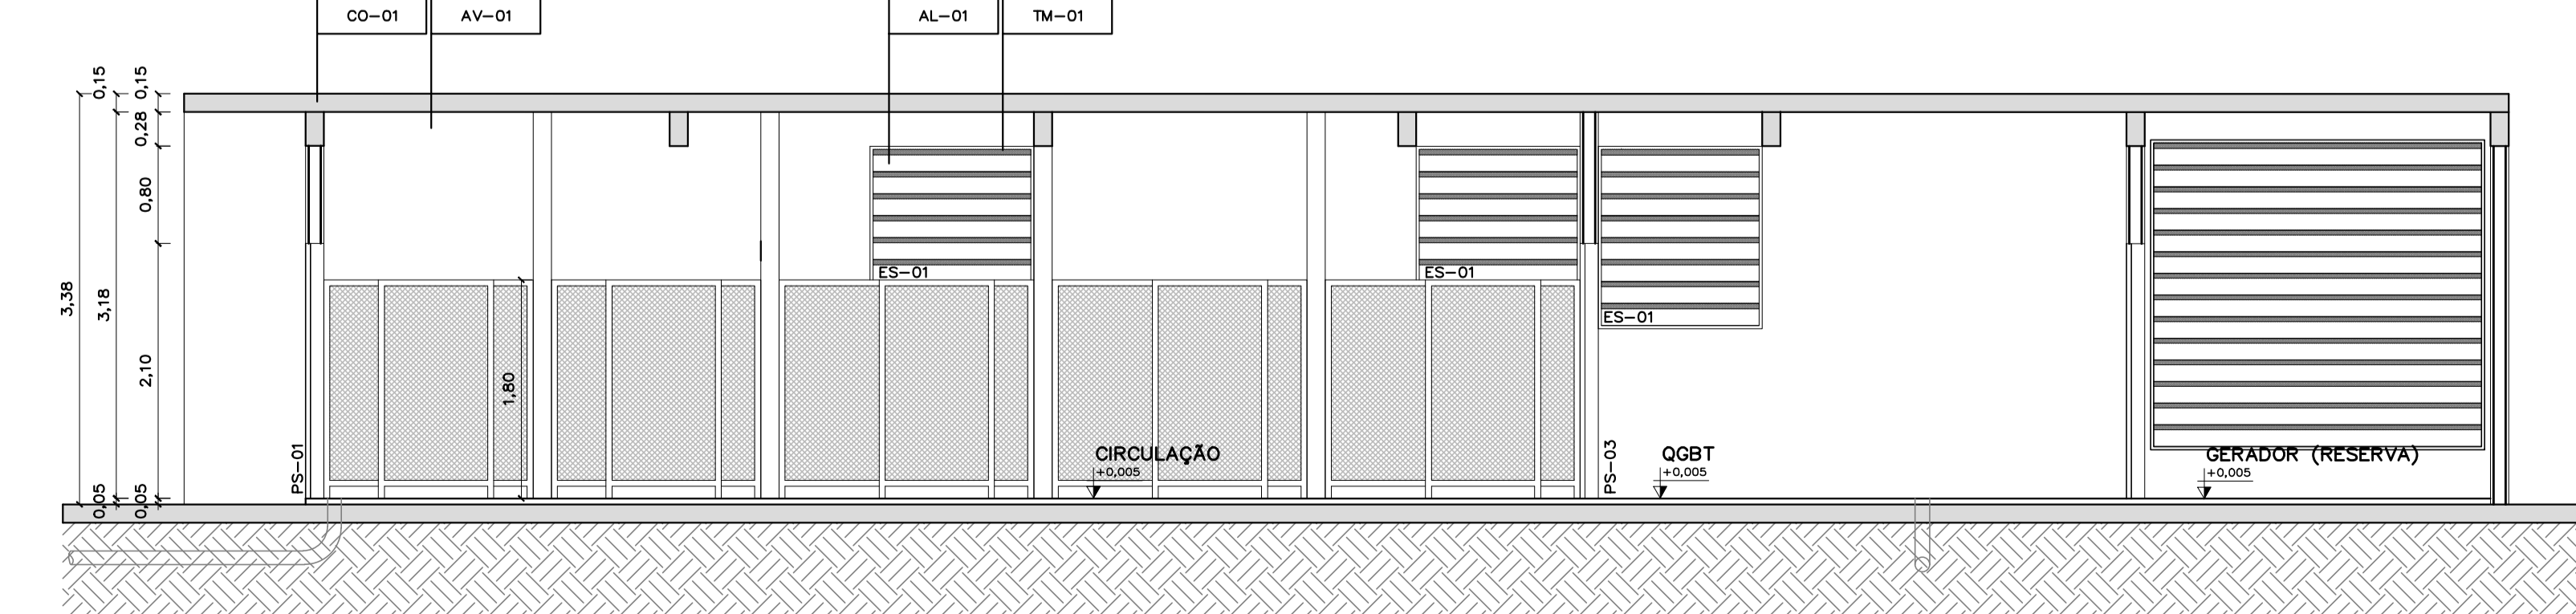 CO-01
AV-01
AL-01
TM-01
0,15
0,15
0,28
0,80
3,38
3,18
2,10
0,05
0,05
1,80
PS-01
ES-01
ES-01
ES-01
CIRCULAÇÃO
+0,005
PS-03
QGBT
+0,005
GERADOR (RESERVA)
+0,005